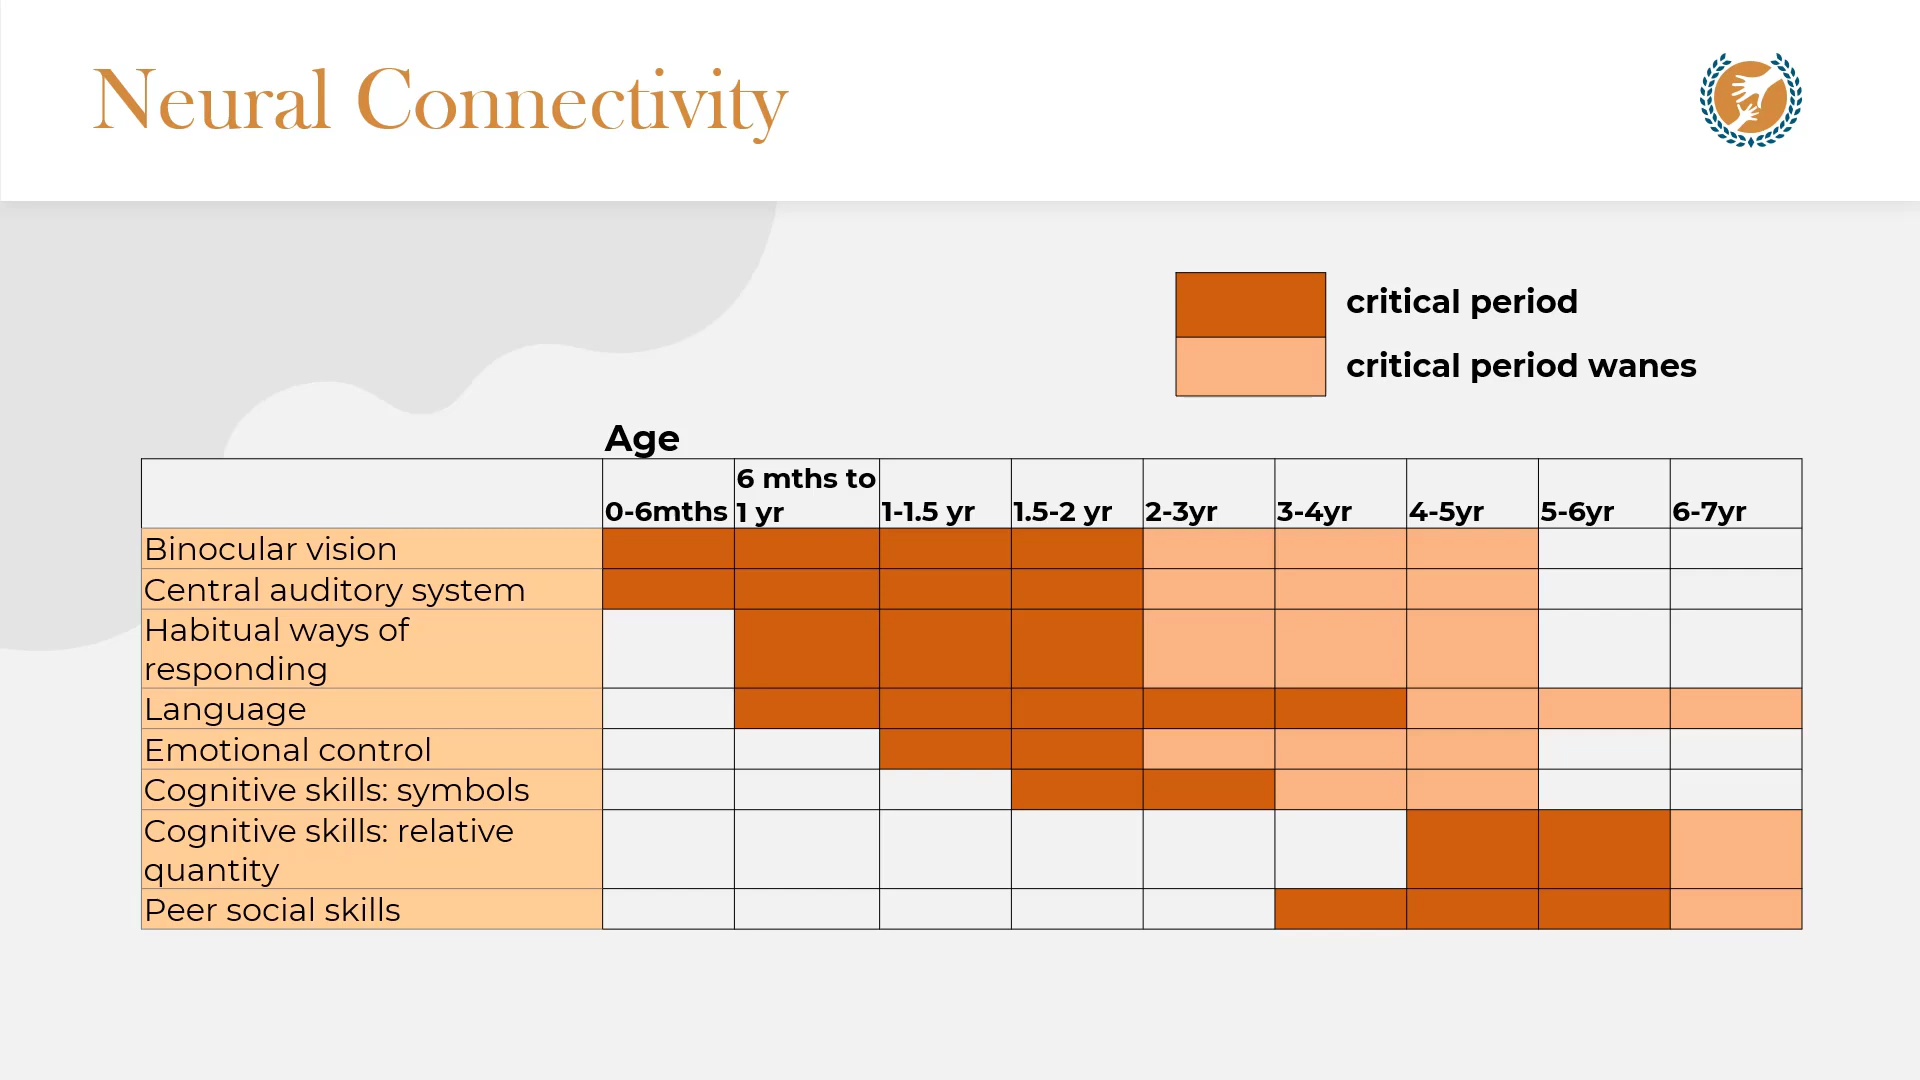 Neural Connectivity
critical period
critical period wanes
Age
0-6mths
6 mths to
1 yr
1-1.5 yr
1.5-2 yr
2-3yr
3-4yr
4-5yr
5-6yr
6-7yr
Binocular vision
Central auditory system
Habitual ways of
responding
Language
Emotional control
Cognitive skills: symbols
Cognitive skills: relative
quantity
Peer social skills